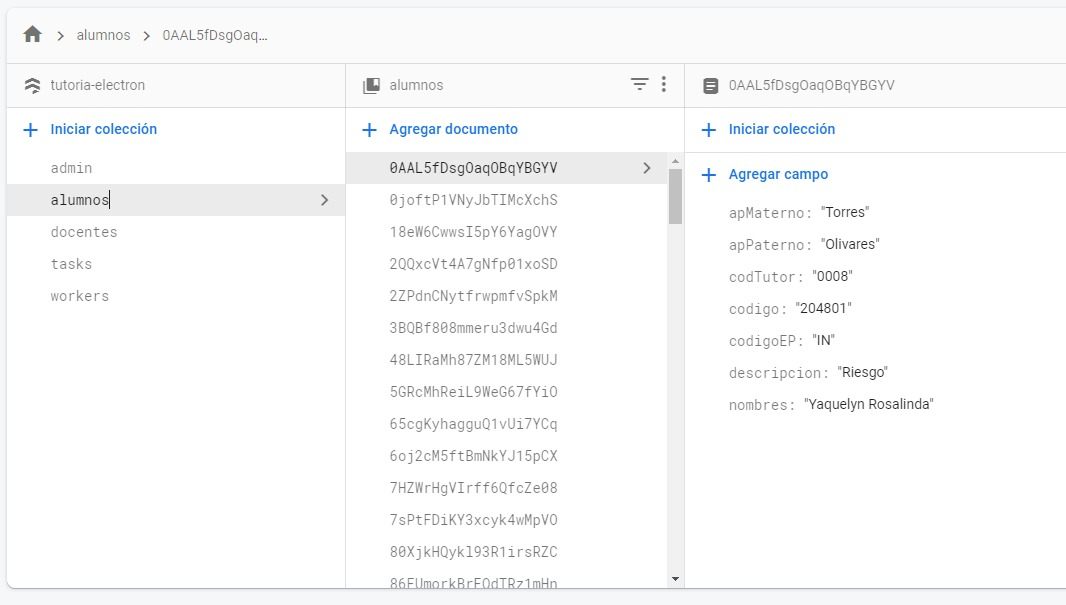 alumnos
0AAL5fDsgOaq...
tutoria-electron
Iniciar colección
admin
alumnos
docentes
tasks
workers
alumnos
Agregar documento
0AAL5fDsgOaqOBqYBGYV
0joftP1VNyJbTIMcXchS
18eW6CwwsI5pY6YagOVY
2QQxcVt4A7gNfp01xoSD
2ZPdnCNytfrwpmfvSpkM
3BQBf808mmeru3dwu4Gd
48LIRaMh87ZM18ML5WUJ
5GRcMhReiL9WeG67fYiO
65cgKyhagguQ1vUi7YCq
6oj2cM5ftBmNkYJ15pCX
7HZWrHgVIrff6QfcZe08
7sPtFDiKY3xcyk4wMpVO
80XjkHQykl93R1irsRZC
86EUmorkBrEQdTRz1mHn
0AAL5fDsgOaqOBqYBGYV
Iniciar colección
Agregar campo
apMaterno: "Torres"
apPaterno: "Olivares"
codTutor: "0008"
codigo: "204801"
codigoEP: "IN"
descripcion: "Riesgo"
nombres: "Yaquelyn Rosalinda"